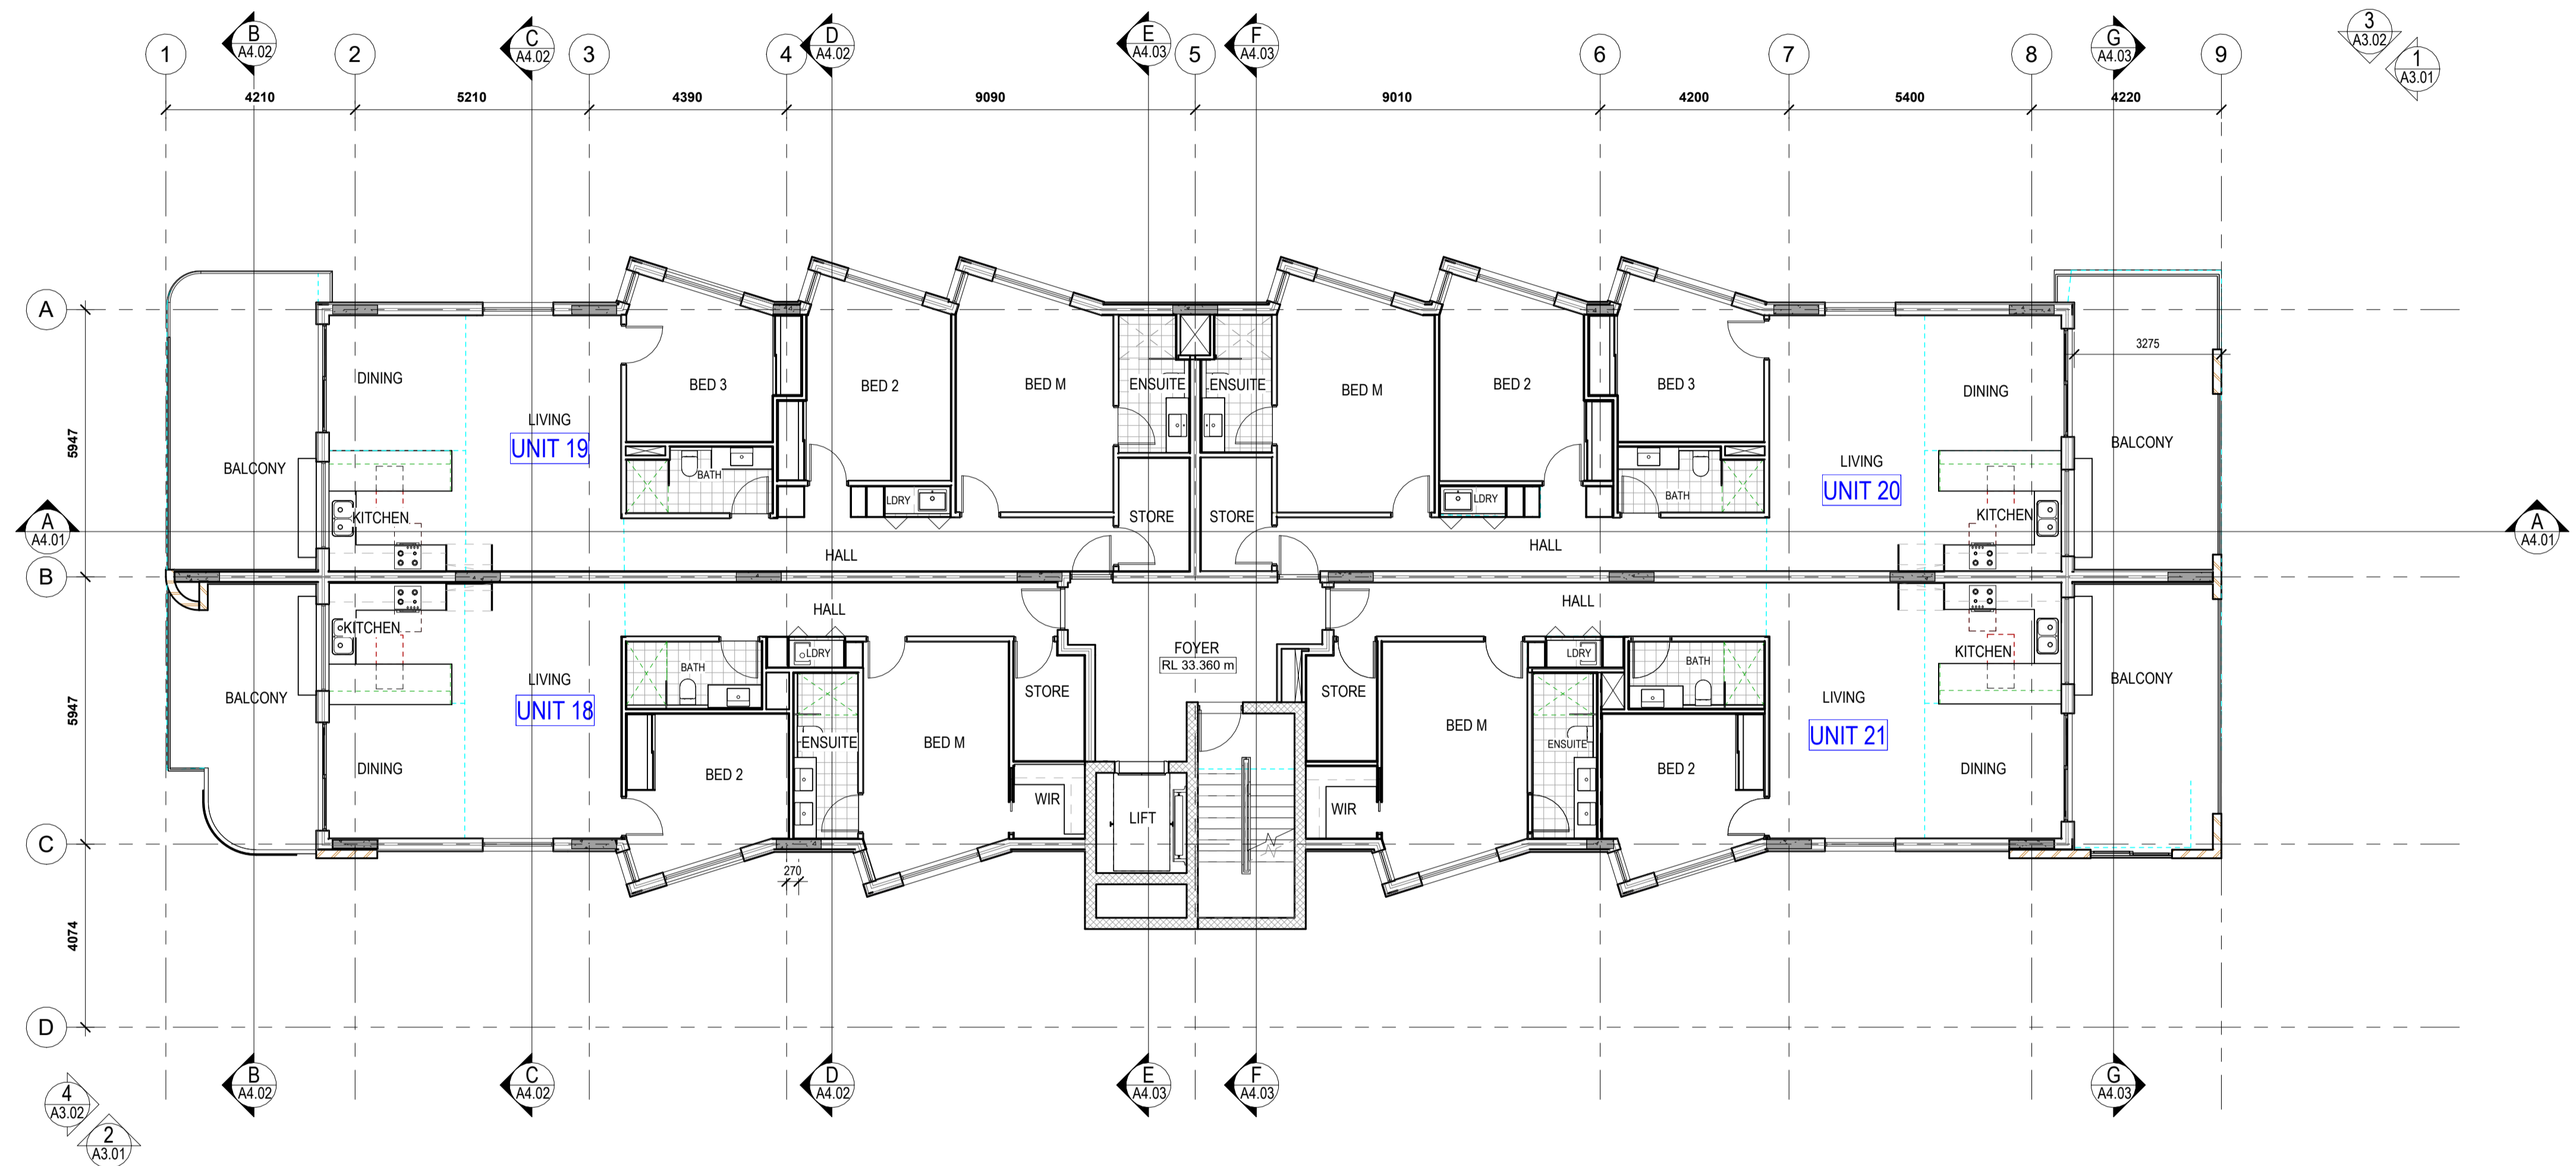 B
A4.02
C
A4.02
D
A4.02
E
A4.03
F
A4.03
G
A4.03
3
A3.02
1
A3.01
1
2
3
4
5
6
7
8
9
4210
5210
4390
9090
9010
4200
5400
4220
A
5947
B
5947
C
4074
D
3275
DINING
LIVING
UNIT 19
BALCONY
KITCHEN
BED 3
BATH
BED 2
LDRY
BED M
ENSUITE
STORE
HALL
ENSUITE
STORE
BED M
BED 2
LDRY
BED 3
BATH
HALL
LIVING
UNIT 20
DINING
KITCHEN
BALCONY
A
A4.01
A
A4.01
KITCHEN
BALCONY
LIVING
UNIT 18
DINING
HALL
BATH
LDRY
BED 2
ENSUITE
BED M
STORE
WIR
FOYER
RL 33.360 m
LIFT
HALL
STORE
WIR
BED M
LDRY
ENSUITE
BATH
BED 2
LIVING
UNIT 21
KITCHEN
DINING
BALCONY
270
B
A4.02
C
A4.02
D
A4.02
E
A4.03
F
A4.03
G
A4.03
4
A3.02
2
A3.01